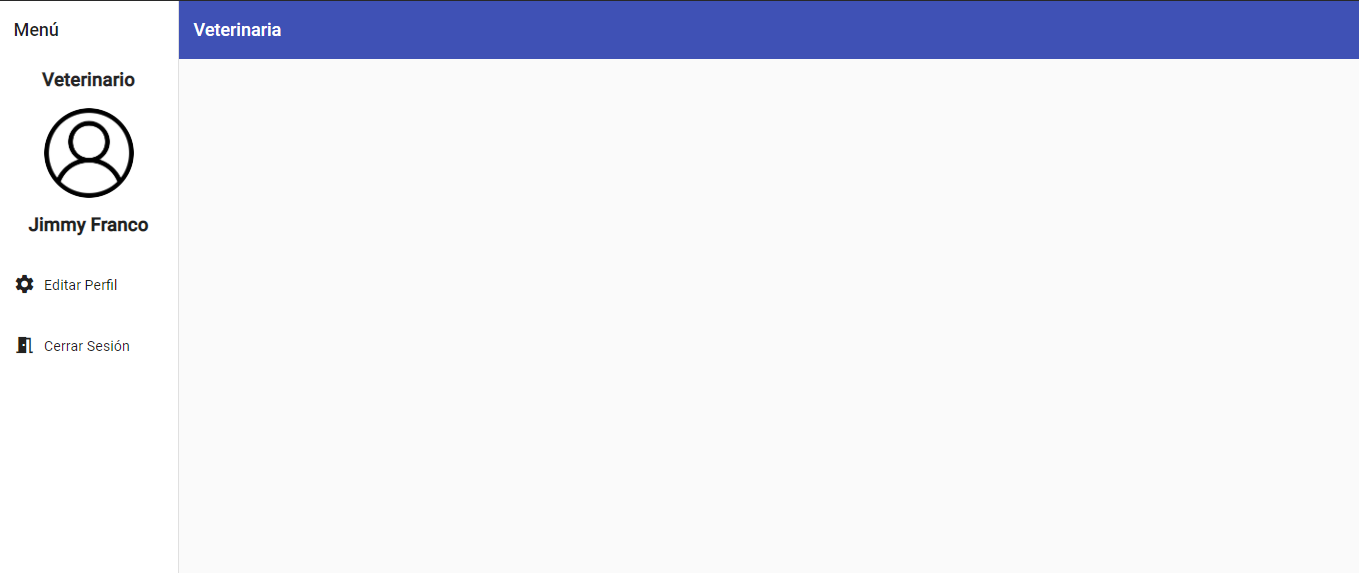 Menú
Veterinaria
Veterinario
Jimmy Franco
Editar Perfil
Cerrar Sesión